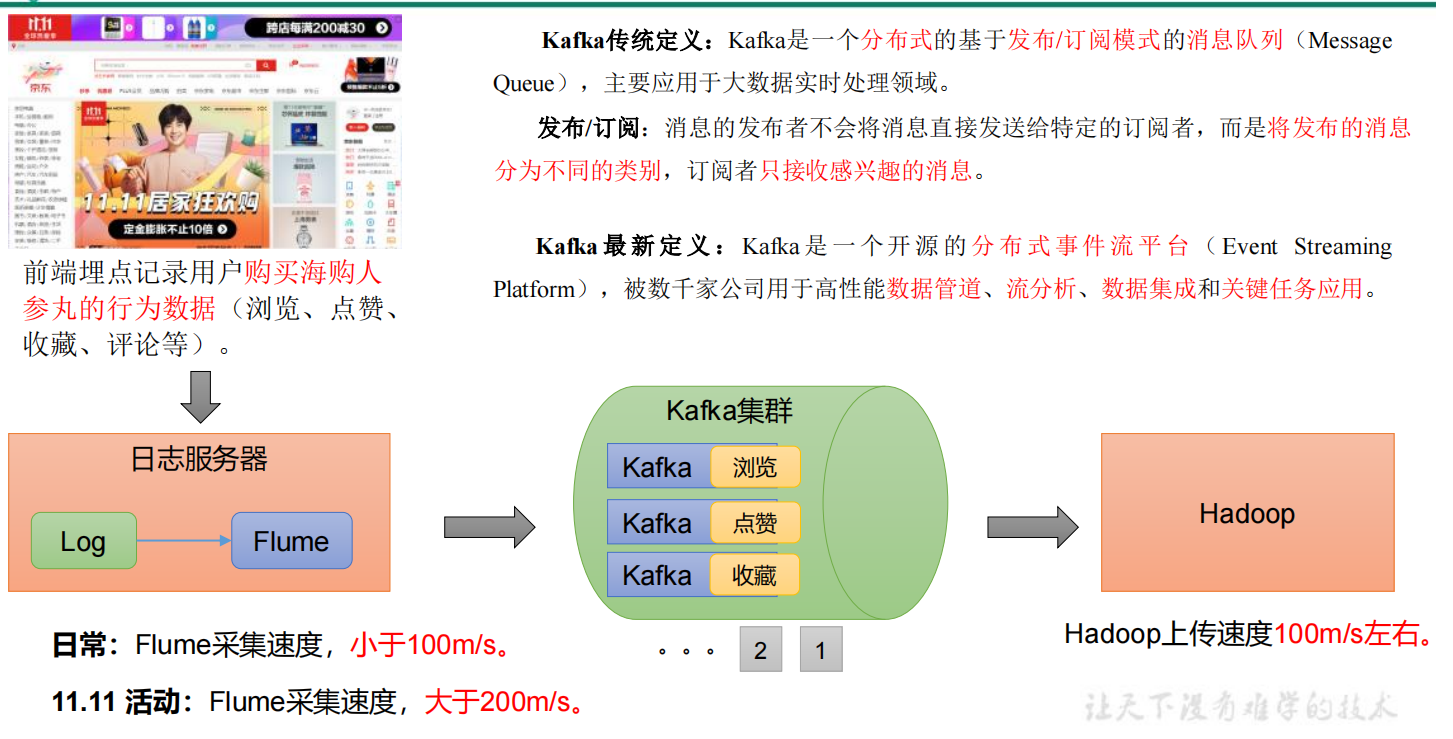 11.11
全球热爱季
跨店每满200减30
京东
11.11
11.11居家狂欢购
定金膨胀不止10倍
前端埋点记录用户购买海购人
参丸的行为数据（浏览、点赞、
收藏、评论等）。
Kafka传统定义：Kafka是一个分布式的基于发布/订阅模式的消息队列（Message
Queue），主要应用于大数据实时处理领域。
发布/订阅：消息的发布者不会将消息直接发送给特定的订阅者，而是将发布的消息
分为不同的类别，订阅者只接收感兴趣的消息。
Kafka最新定义：Kafka是一个开源的分布式事件流平台（Event Streaming
Platform），被数千家公司用于高性能数据管道、流分析、数据集成和关键任务应用。
日志服务器
Log
Flume
Kafka集群
Kafka 浏览
Kafka 点赞
Kafka 收藏
。。。 2 1
Hadoop
日常：Flume采集速度，小于100m/s。
11.11 活动：Flume采集速度，大于200m/s。
Hadoop上传速度100m/s左右。
让天下没有难学的技术